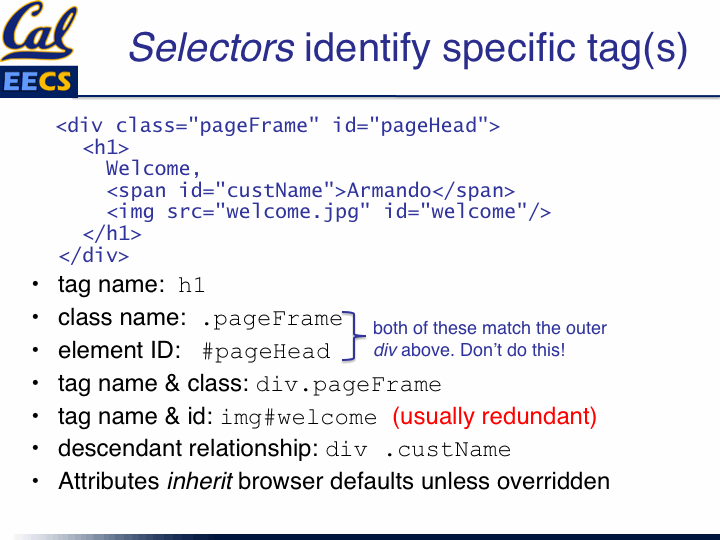 Cal
EECS
Selectors identify specific tag(s)
<div class="pageFrame" id="pageHead">
<h1>
Welcome,
<span id="custName">Armando</span>
<img src="welcome.jpg" id="welcome"/>
</h1>
</div>
• tag name: h1
• class name: .pageFrame
• element ID: #pageHead
both of these match the outer
div above. Don't do this!
• tag name & class: div.pageFrame
• tag name & id: img#welcome (usually redundant)
• descendant relationship: div .custName
• Attributes inherit browser defaults unless overridden